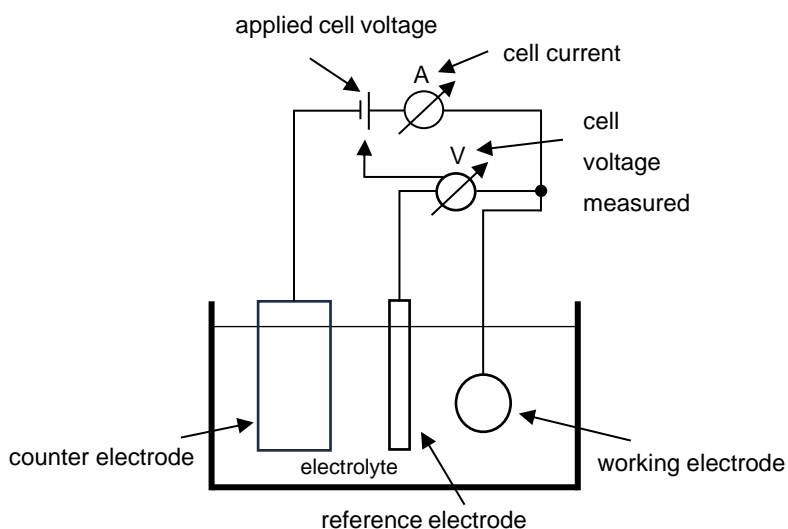 applied cell voltage
cell current
A
cell
voltage
measured
V
counter electrode
electrolyte
working electrode
reference electrode